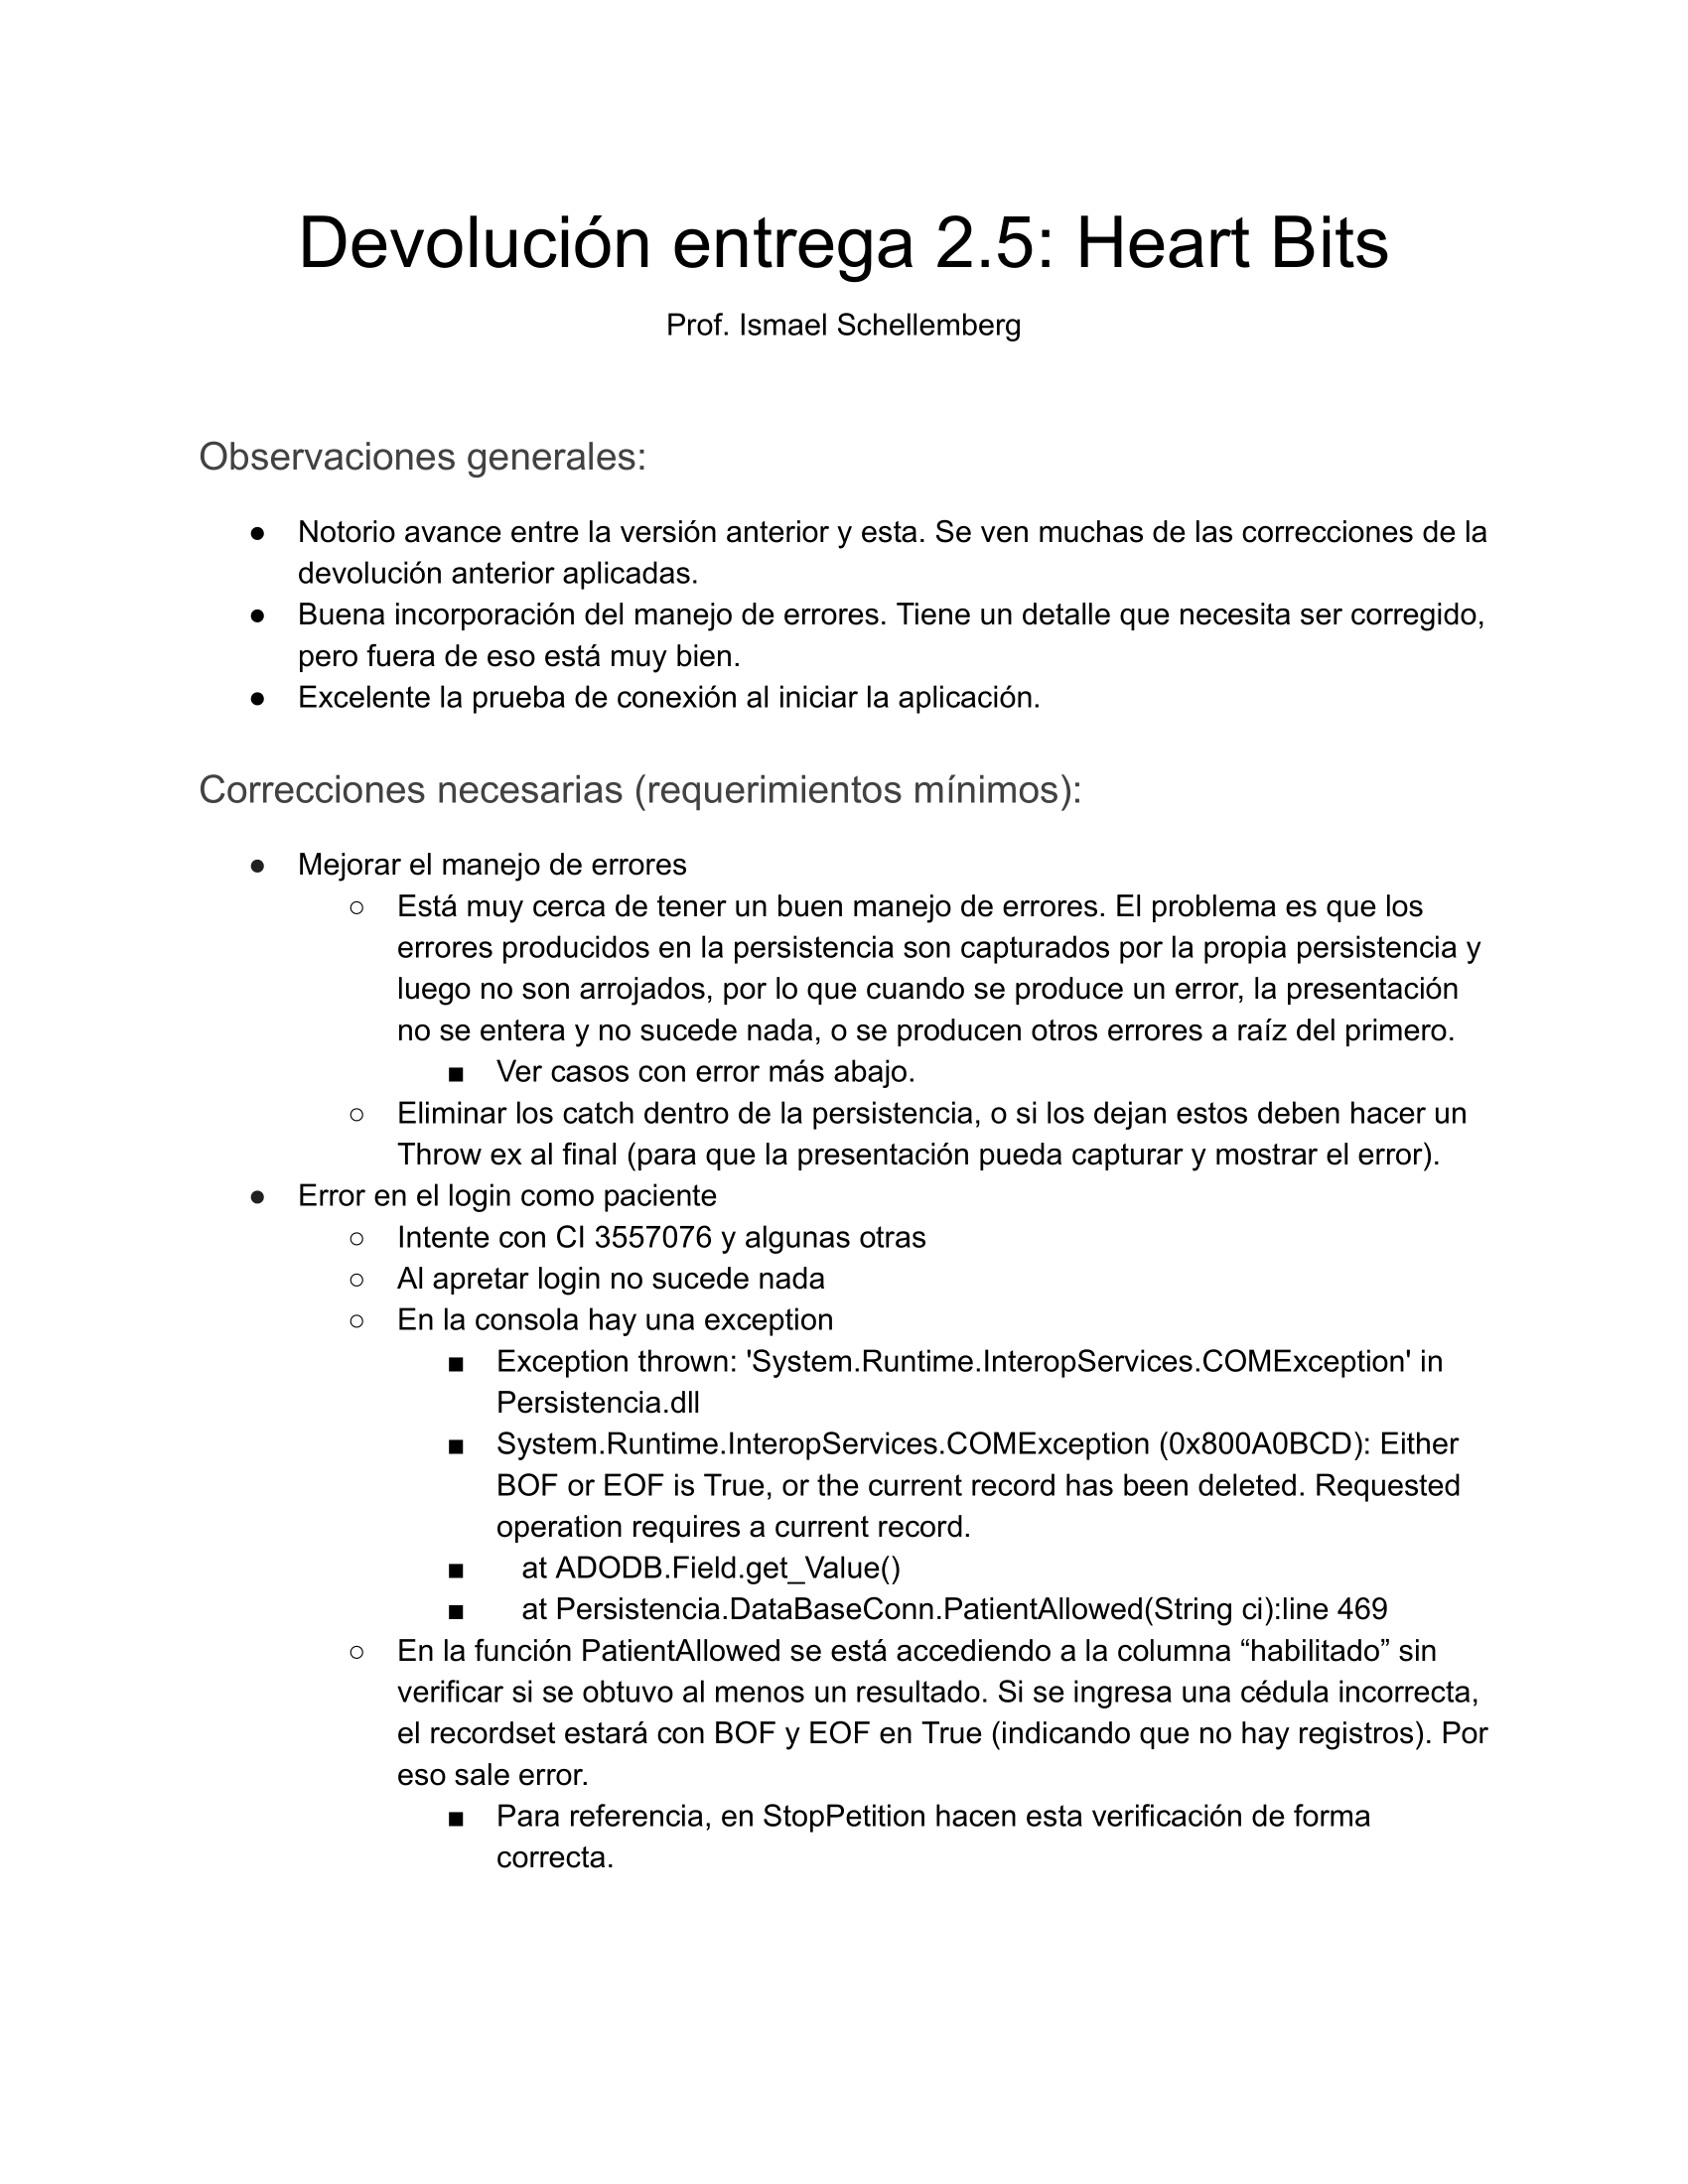 Devolución entrega 2.5: Heart Bits
Prof. Ismael Schellemberg
Observaciones generales:
● Notorio avance entre la versión anterior y esta. Se ven muchas de las correcciones de la
devolución anterior aplicadas.
● Buena incorporación del manejo de errores. Tiene un detalle que necesita ser corregido,
pero fuera de eso está muy bien.
● Excelente la prueba de conexión al iniciar la aplicación.
Correcciones necesarias (requerimientos mínimos):
● Mejorar el manejo de errores
○ Está muy cerca de tener un buen manejo de errores. El problema es que los
errores producidos en la persistencia son capturados por la propia persistencia y
luego no son arrojados, por lo que cuando se produce un error, la presentación
no se entera y no sucede nada, o se producen otros errores a raíz del primero.
■ Ver casos con error más abajo.
○ Eliminar los catch dentro de la persistencia, o si los dejan estos deben hacer un
Throw ex al final (para que la presentación pueda capturar y mostrar el error).
● Error en el login como paciente
○ Intente con CI 3557076 y algunas otras
○ Al apretar login no sucede nada
○ En la consola hay una exception
■ Exception thrown: 'System.Runtime.InteropServices.COMException' in
Persistencia.dll
■ System.Runtime.InteropServices.COMException (0x800A0BCD): Either
BOF or EOF is True, or the current record has been deleted. Requested
operation requires a current record.
■ at ADODB.Field.get_Value()
■ at Persistencia.DataBaseConn.PatientAllowed(String ci):line 469
○ En la función PatientAllowed se está accediendo a la columna “habilitado” sin
verificar si se obtuvo al menos un resultado. Si se ingresa una cédula incorrecta,
el recordset estará con BOF y EOF en True (indicando que no hay registros). Por
eso sale error.
■ Para referencia, en StopPetition hacen esta verificación de forma
correcta.